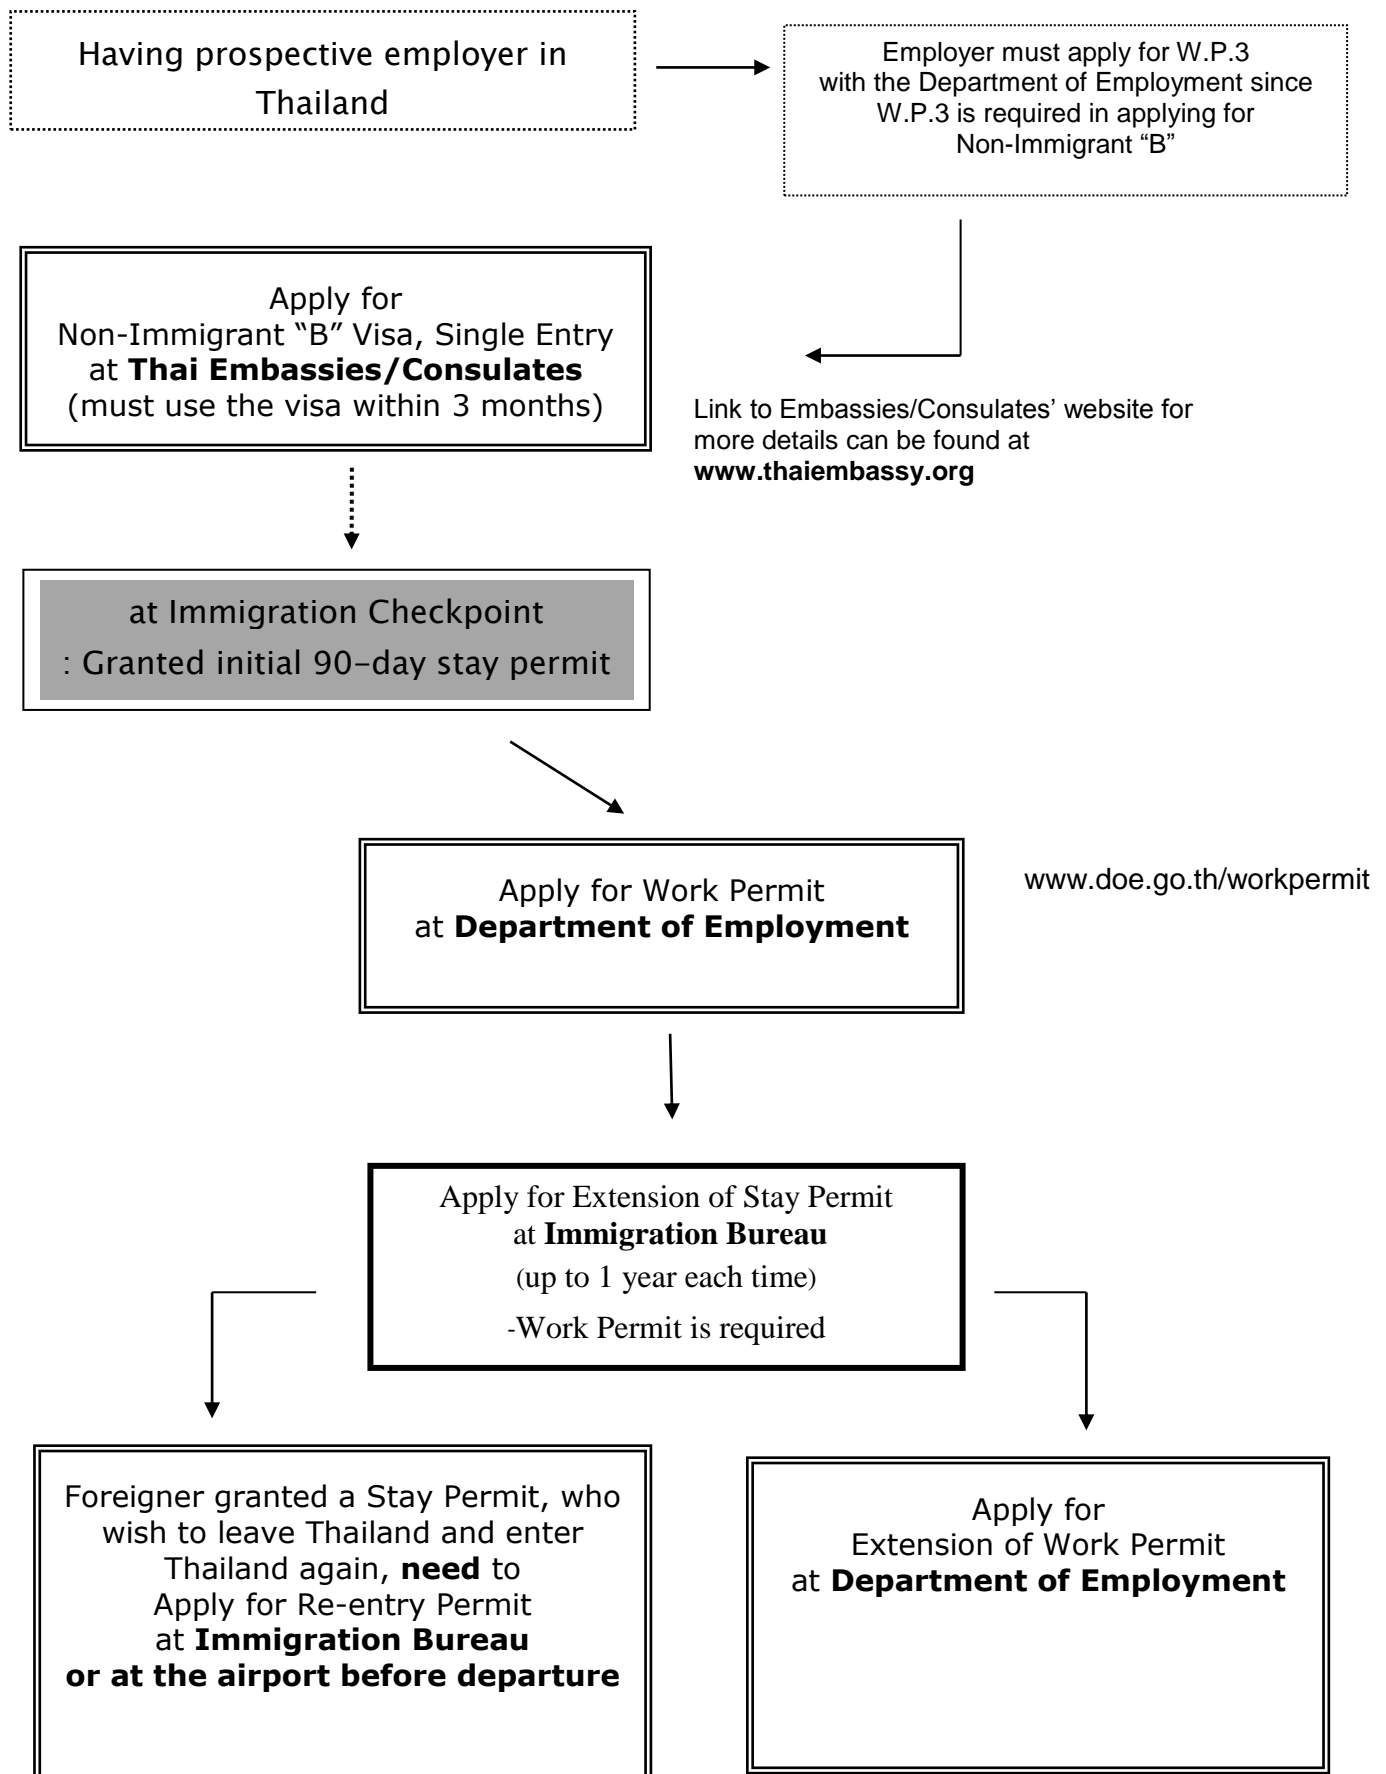 Having prospective employer in
Thailand
Employer must apply for W.P.3
with the Department of Employment since
W.P.3 is required in applying for
Non-Immigrant “B”
Apply for
Non-Immigrant “B” Visa, Single Entry
at Thai Embassies/Consulates
(must use the visa within 3 months)
Link to Embassies/Consulates’ website for
more details can be found at
www.thaiembassy.org
at Immigration Checkpoint
: Granted initial 90-day stay permit
Apply for Work Permit
at Department of Employment
www.doe.go.th/workpermit
Apply for Extension of Stay Permit
at Immigration Bureau
(up to 1 year each time)
-Work Permit is required
Foreigner granted a Stay Permit, who
wish to leave Thailand and enter
Thailand again, need to
Apply for Re-entry Permit
at Immigration Bureau
or at the airport before departure
Apply for
Extension of Work Permit
at Department of Employment